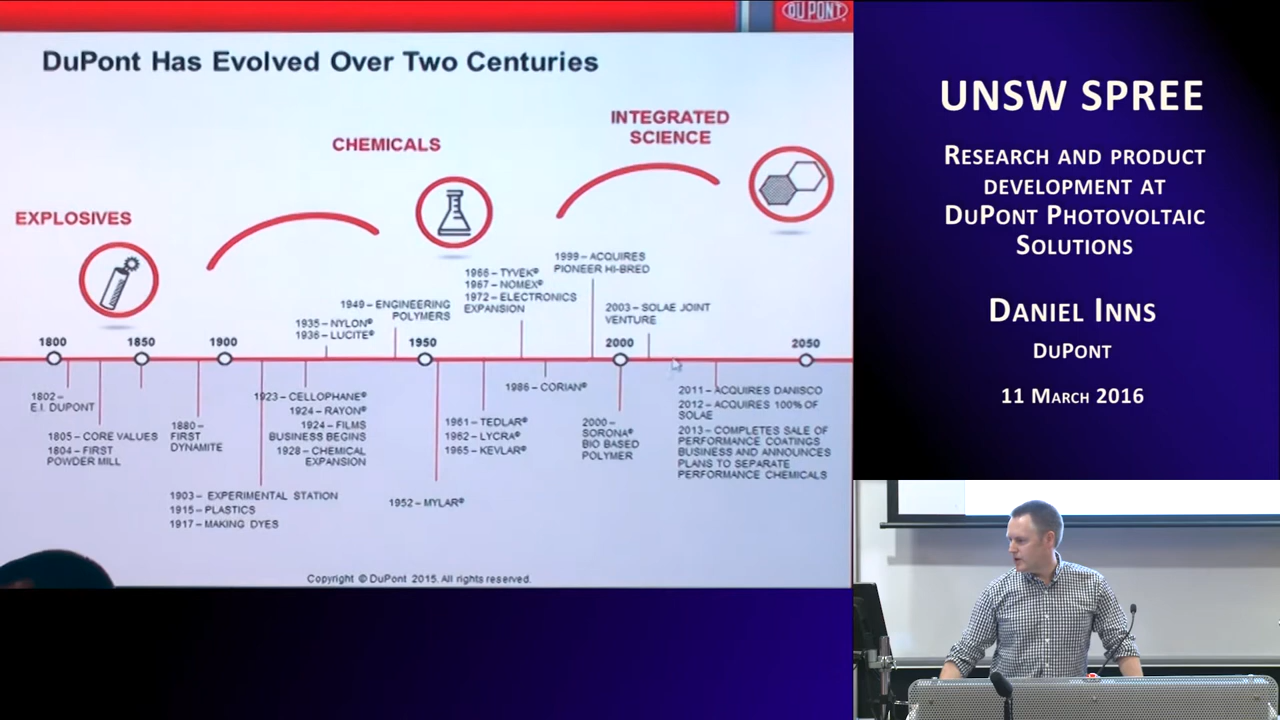 DU PONT
DuPont Has Evolved Over Two Centuries
EXPLOSIVES
CHEMICALS
INTEGRATED
SCIENCE
1935 – NYLON®
1936 – LUCITE®
1949 – ENGINEERING
POLYMERS
1966 – TYVEK®
1967 – NOMEX®
1972 – ELECTRONICS
EXPANSION
1999 – ACQUIRES
PIONEER HI-BRED
2003 – SOLAE JOINT
VENTURE
1800
1850
1900
1950
2000
2050
1802 –
E.I. DUPONT
1805 – CORE VALUES
1804 – FIRST
POWDER MILL
1880 –
FIRST
DYNAMITE
1903 – EXPERIMENTAL STATION
1915 – PLASTICS
1917 – MAKING DYES
1923 – CELLOPHANE®
1924 – RAYON®
1924 – FILMS
BUSINESS BEGINS
1928 – CHEMICAL
EXPANSION
1952 – MYLAR®
1961 – TEDLAR®
1962 – LYCRA®
1965 – KEVLAR®
1986 – CORIAN®
2000 –
SORONA®
BIO BASED
POLYMER
2011 – ACQUIRES DANISCO
2012 – ACQUIRES 100% OF
SOLAE
2013 – COMPLETES SALE OF
PERFORMANCE COATINGS
BUSINESS AND ANNOUNCES
PLANS TO SEPARATE
PERFORMANCE CHEMICALS
Copyright © DuPont 2015. All rights reserved.
UNSW SPREE
RESEARCH AND PRODUCT
DEVELOPMENT AT
DUPONT PHOTOVOLTAIC
SOLUTIONS
DANIEL INNS
DUPONT
11 MARCH 2016